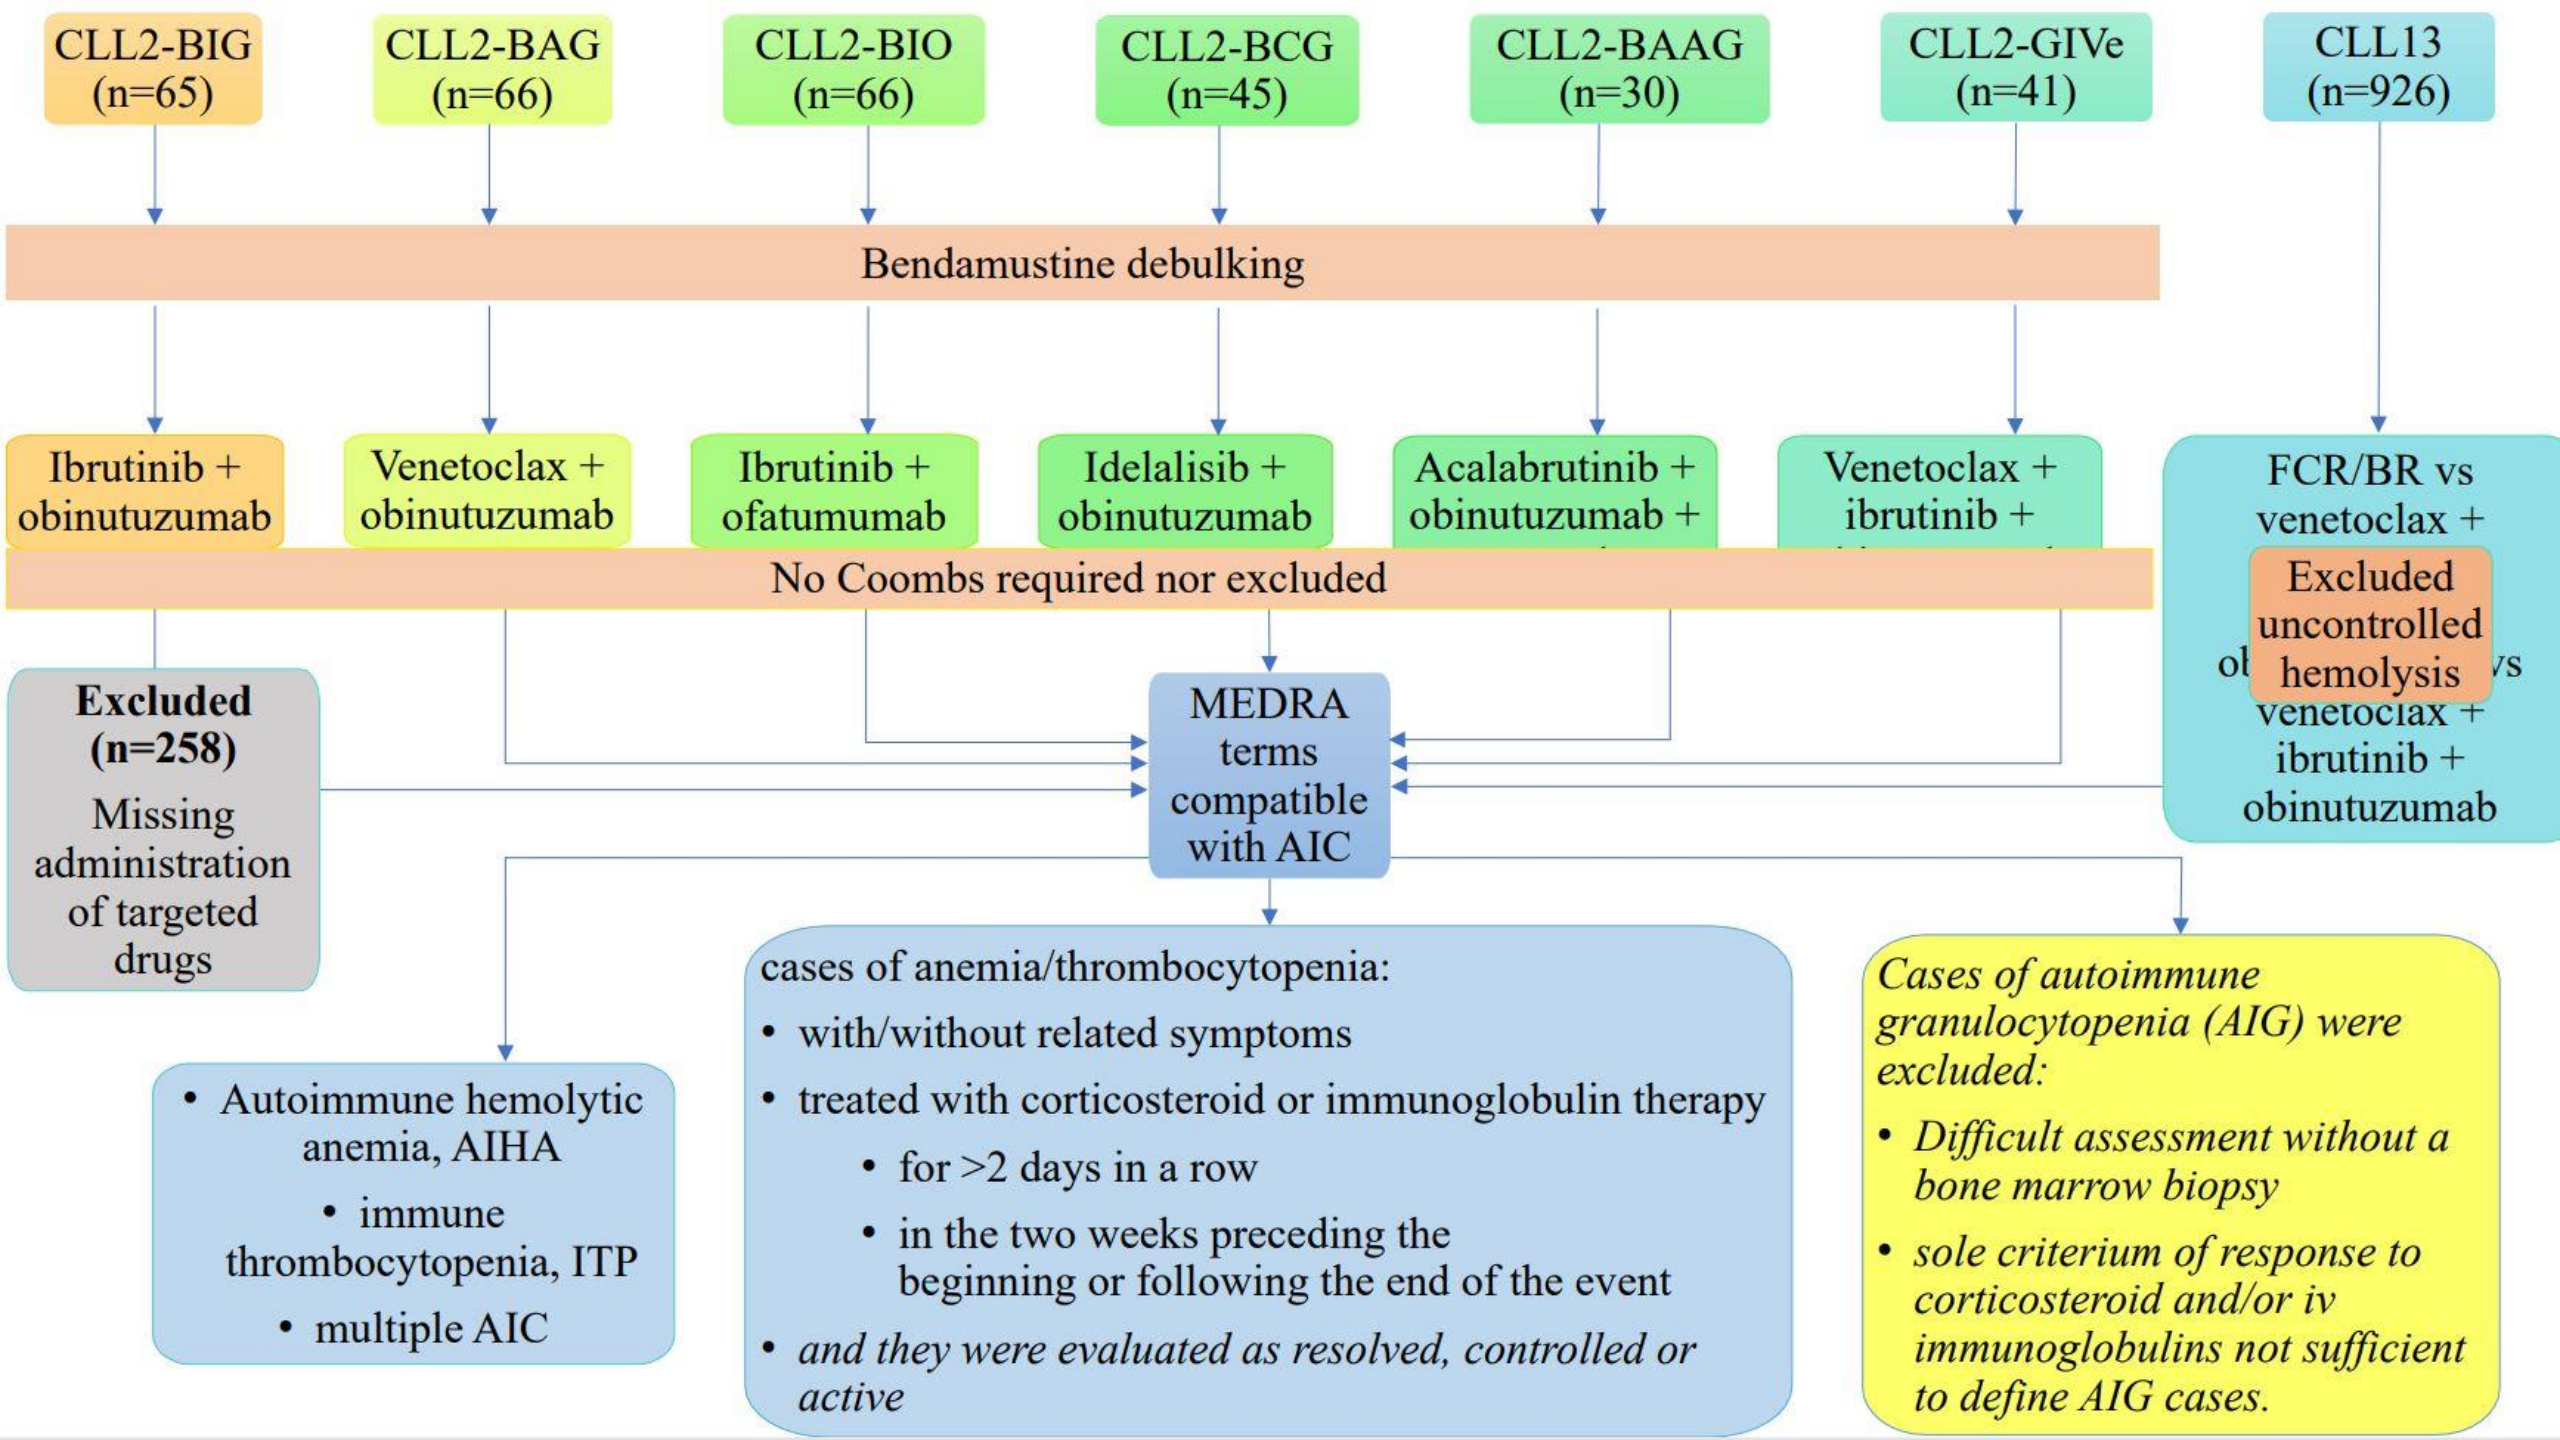 CLL2-BIG
(n=65)
CLL2-BAG
(n=66)
CLL2-BIO
(n=66)
CLL2-BCG
(n=45)
CLL2-BAAG
(n=30)
CLL2-GIVe
(n=41)
CLL13
(n=926)
Bendamustine debulking
Ibrutinib +
obinutuzumab
Venetoclax +
obinutuzumab
Ibrutinib +
ofatumumab
Idelalisib +
obinutuzumab
Acalabrutinib +
obinutuzumab +
Venetoclax +
ibrutinib +
FCR/BR vs
venetoclax +
vs
venetoclax +
ibrutinib +
obinutuzumab
Excluded
uncontrolled
hemolysis
No Coombs required nor excluded
Excluded
(n=258)
Missing
administration
of targeted
drugs
MEDRA
terms
compatible
with AIC
• Autoimmune hemolytic
anemia, AIHA
• immune
thrombocytopenia, ITP
• multiple AIC
cases of anemia/thrombocytopenia:
• with/without related symptoms
• treated with corticosteroid or immunoglobulin therapy
• for >2 days in a row
• in the two weeks preceding the
beginning or following the end of the event
• and they were evaluated as resolved, controlled or
active
Cases of autoimmune
granulocytopenia (AIG) were
excluded:
• Difficult assessment without a
bone marrow biopsy
• sole criterium of response to
corticosteroid and/or iv
immunoglobulins not sufficient
to define AIG cases.